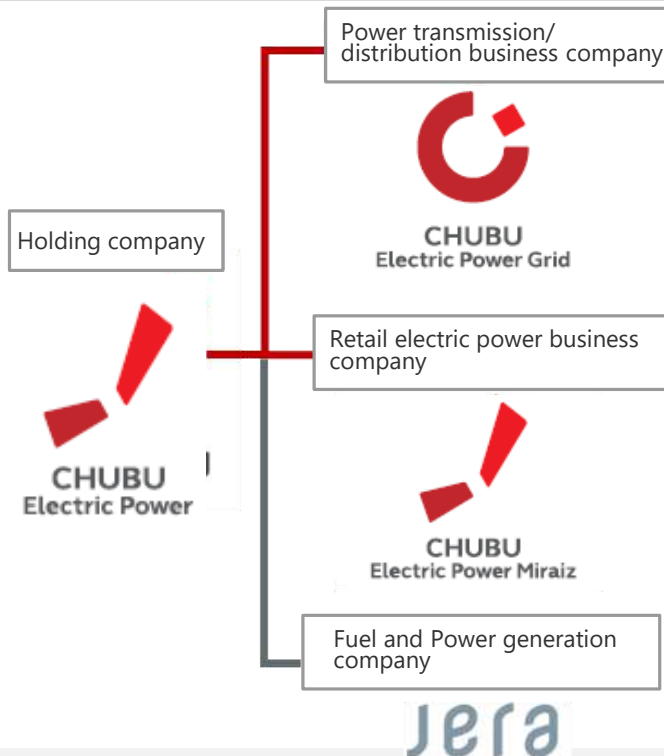 Power transmission/
distribution business company
CHUBU
Electric Power Grid
Holding company
Retail electric power business
company
CHUBU
Electric Power
CHUBU
Electric Power Miraiz
Fuel and Power generation
company
Jera